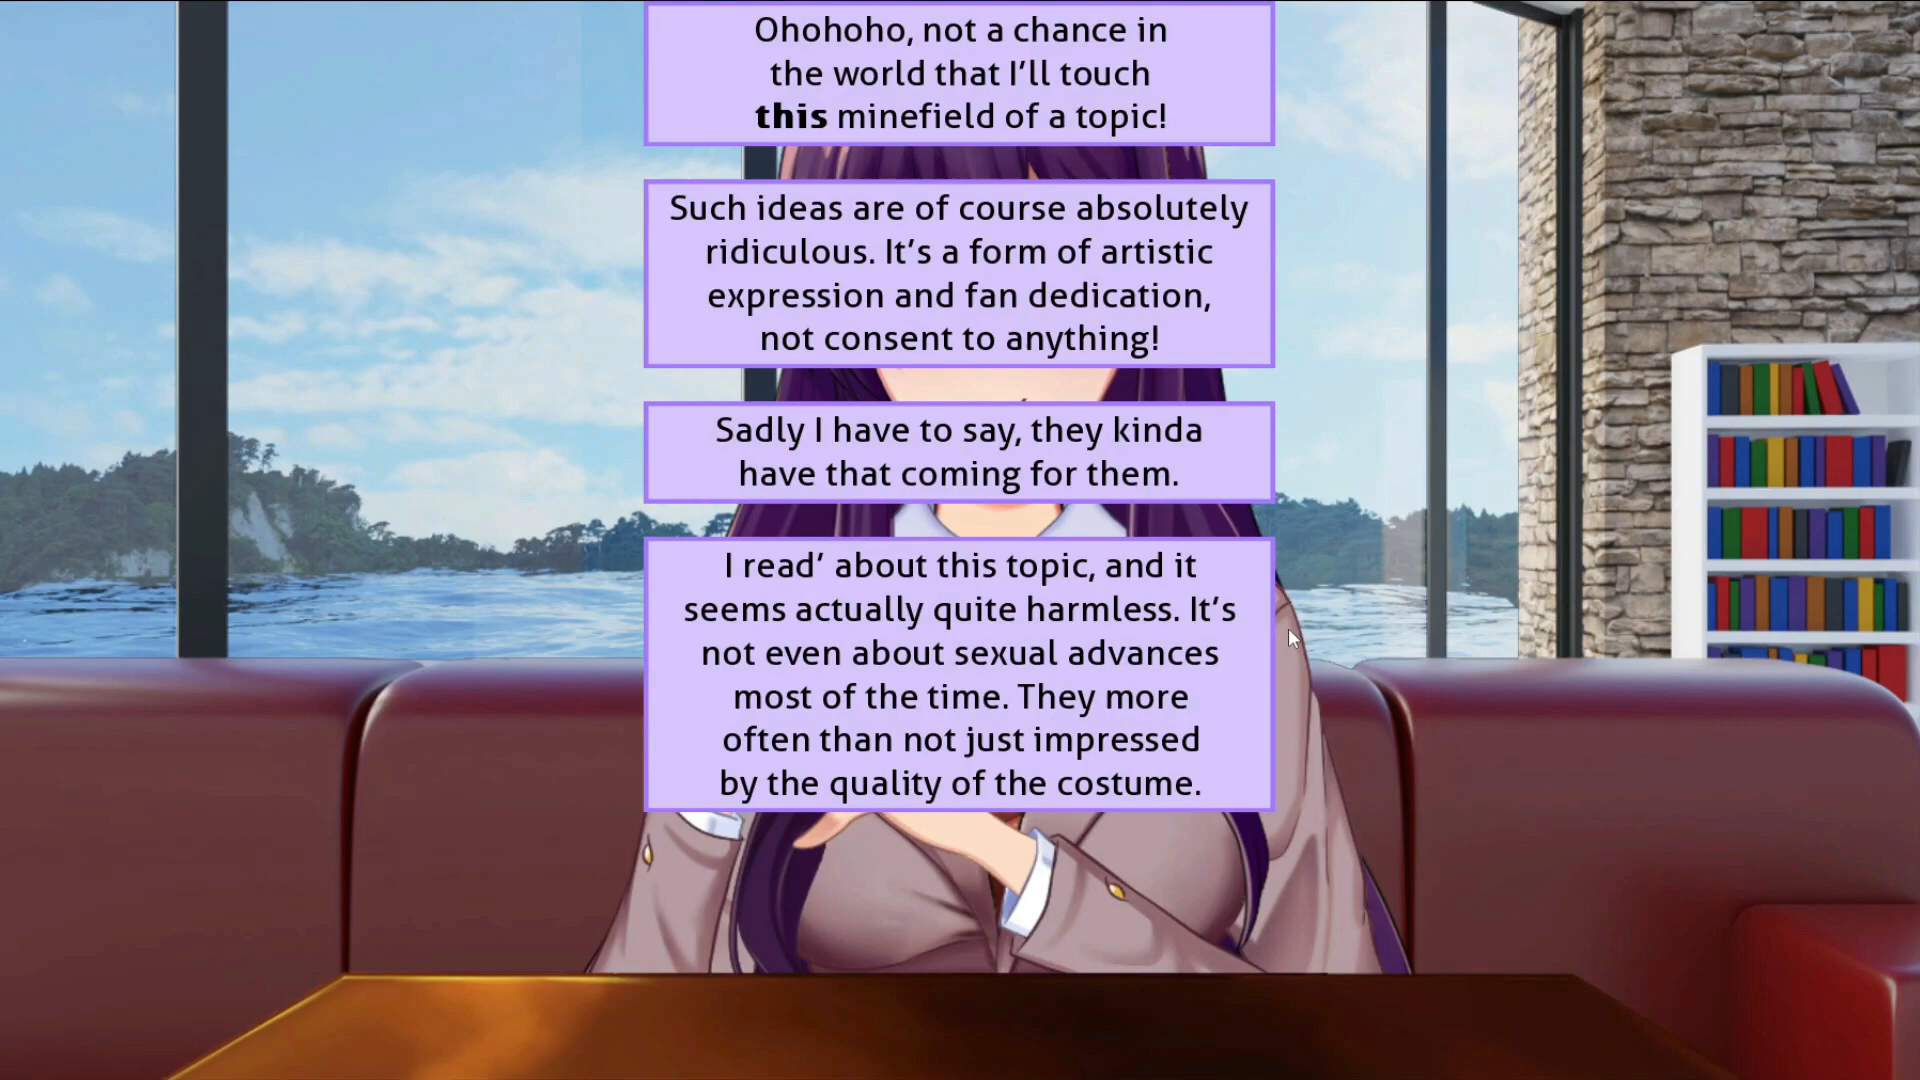 Ohohoho, not a chance in
the world that I’ll touch
this minefield of a topic!
Such ideas are of course absolutely
ridiculous. It’s a form of artistic
expression and fan dedication,
not consent to anything!
Sadly I have to say, they kinda
have that coming for them.
I read’ about this topic, and it
seems actually quite harmless. It’s
not even about sexual advances
most of the time. They more
often than not just impressed
by the quality of the costume.